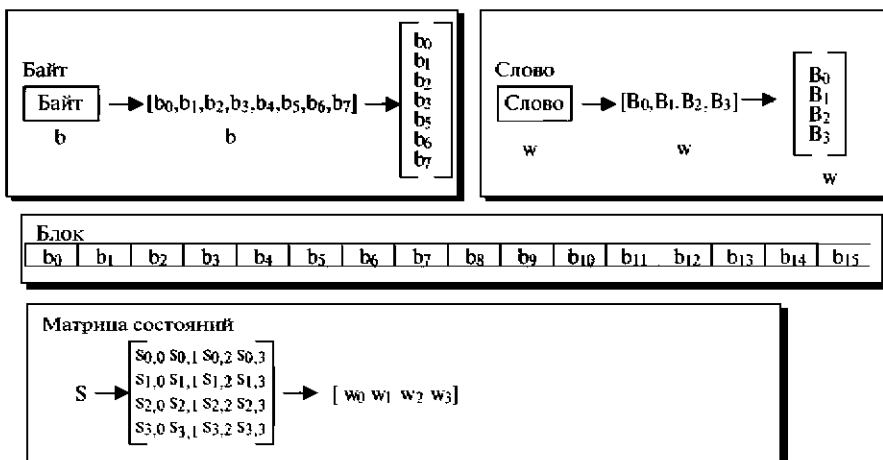 Байт
Байт
[b0,b1,b2,b3,b4,b5,b6,b7]
b
b
b0
b1
b2
b3
b5
b6
b7
Слово
Слово
[B0,B1.B2,B3]
w
w
B0
B1
B2
B3
w
Блок
b0 b1 b2 b3 b4 b5 b6 b7 b8 b9 b10 b11 b12 b13 b14 b15
Матрица состояний
S
s0,0 s0,1 s0,2 s0,3
s1,0 s1,1 s1,2 s1,3
s2,0 s2,1 s2,2 s2,3
s3,0 s3,1 s3,2 s3,3
[ w0 w1 w2 w3]